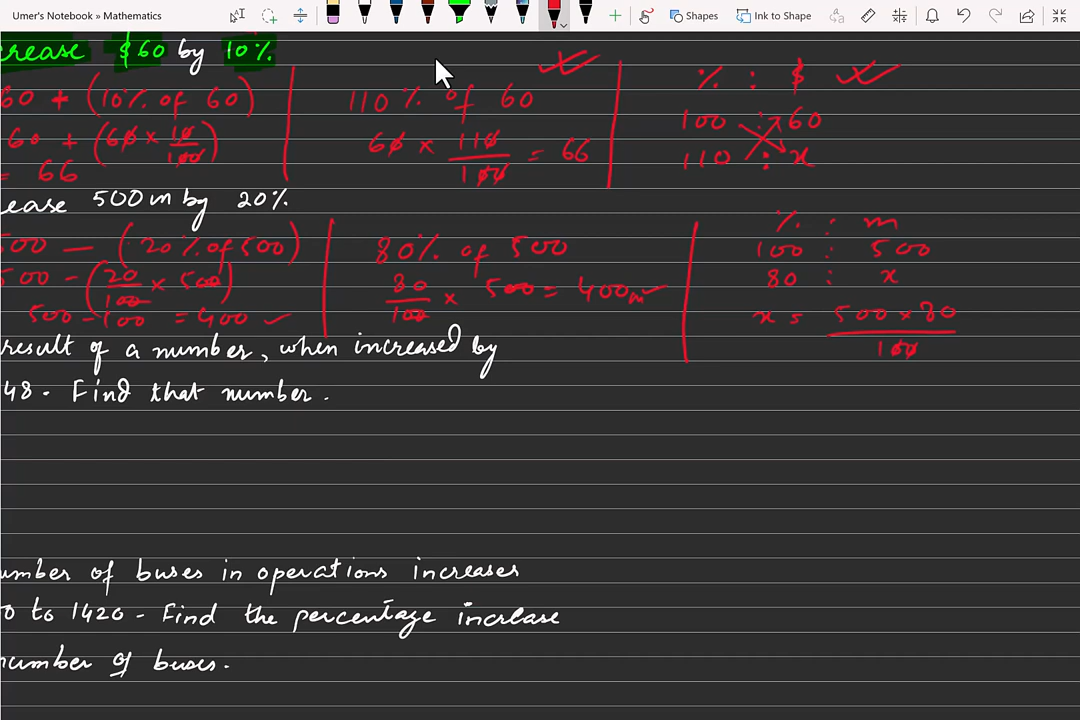 Umer's Notebook » Mathematics
Shapes
Ink to Shape
crease $60 by 10%.
60 + (10% of 60)
60 + (60 × 10/100)
= 66
110% of 60
60 × 110/100 = 66
% : $
100 : 60
110 : x
ease 500m by 20%.
500 — (20% of 500)
500 - (20/100 × 500)
500 - 100 = 400
80% of 500
80/100 × 500 = 400m
% : m
100 : 500
80 : x
x = 500 × 80/100
result of a number, when increased by
48. Find that number.
umber of buses in operations increases
0 to 1420 - Find the percentage increase
number of buses.